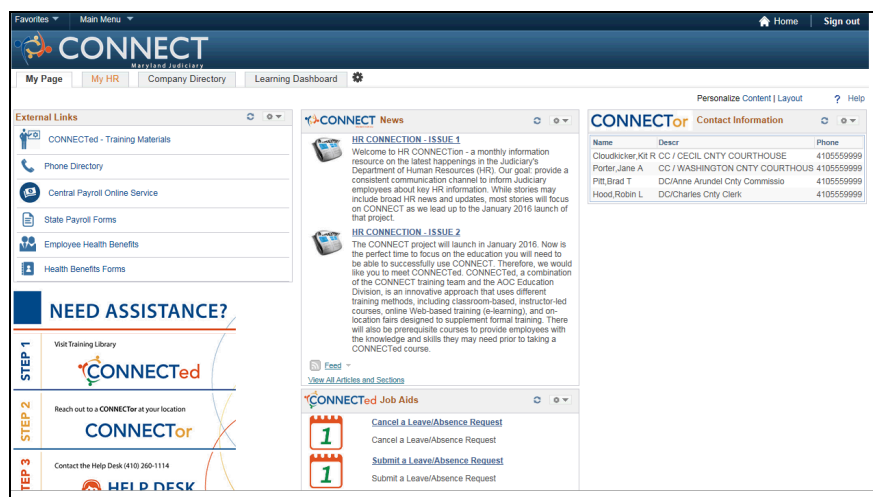 Favorites Main Menu Home Sign out
CONNECT
Maryland Judiciary
My Page My HR Company Directory Learning Dashboard
Personalize Content | Layout ? Help
External Links
CONNECTed - Training Materials
Phone Directory
Central Payroll Online Service
State Payroll Forms
Employee Health Benefits
Health Benefits Forms
NEED ASSISTANCE?
STEP 1
Visit Training Library
CONNECTed
STEP 2
Reach out to a CONNECTor at your location
CONNECTor
STEP 3
Contact the Help Desk (410) 260-1114
HELP DESK
CONNECT News
HR CONNECTION - ISSUE 1
Welcome to HR CONNECTion - a monthly information
resource on the latest happenings in the Judiciary's
Department of Human Resources (HR). Our goal: provide a
consistent communication channel to inform Judiciary
employees about key HR information. While stories may
include broad HR news and updates, most stories will focus
on CONNECT as we lead up to the January 2016 launch of
that project.
HR CONNECTION - ISSUE 2
The CONNECT project will launch in January 2016. Now is
the perfect time to focus on the education you will need to
be able to successfully use CONNECT. Therefore, we would
like you to meet CONNECTed. CONNECTed, a combination
of the CONNECT training team and the AOC Education
Division, is an innovative approach that uses different
training methods, including classroom-based, instructor-led
courses, online Web-based training (e-learning), and on-
location fairs designed to supplement formal training. There
will also be prerequisite courses to provide employees with
the knowledge and skills they may need prior to taking a
CONNECTed course.
Feed
View All Articles and Sections
CONNECTed Job Aids
1
Cancel a Leave/Absence Request
Cancel a Leave/Absence Request
1
Submit a Leave/Absence Request
Submit a Leave/Absence Request
CONNECTor Contact Information
Name Descr Phone
Cloudkicker,Kit R CC / CECIL CNTY COURTHOUSE 4105559999
Porter,Jane A CC / WASHINGTON CNTY COURTHOUS 4105559999
Pitt,Brad T DC/Anne Arundel Cnty Commissio 4105559999
Hood,Robin L DC/Charles Cnty Clerk 4105559999